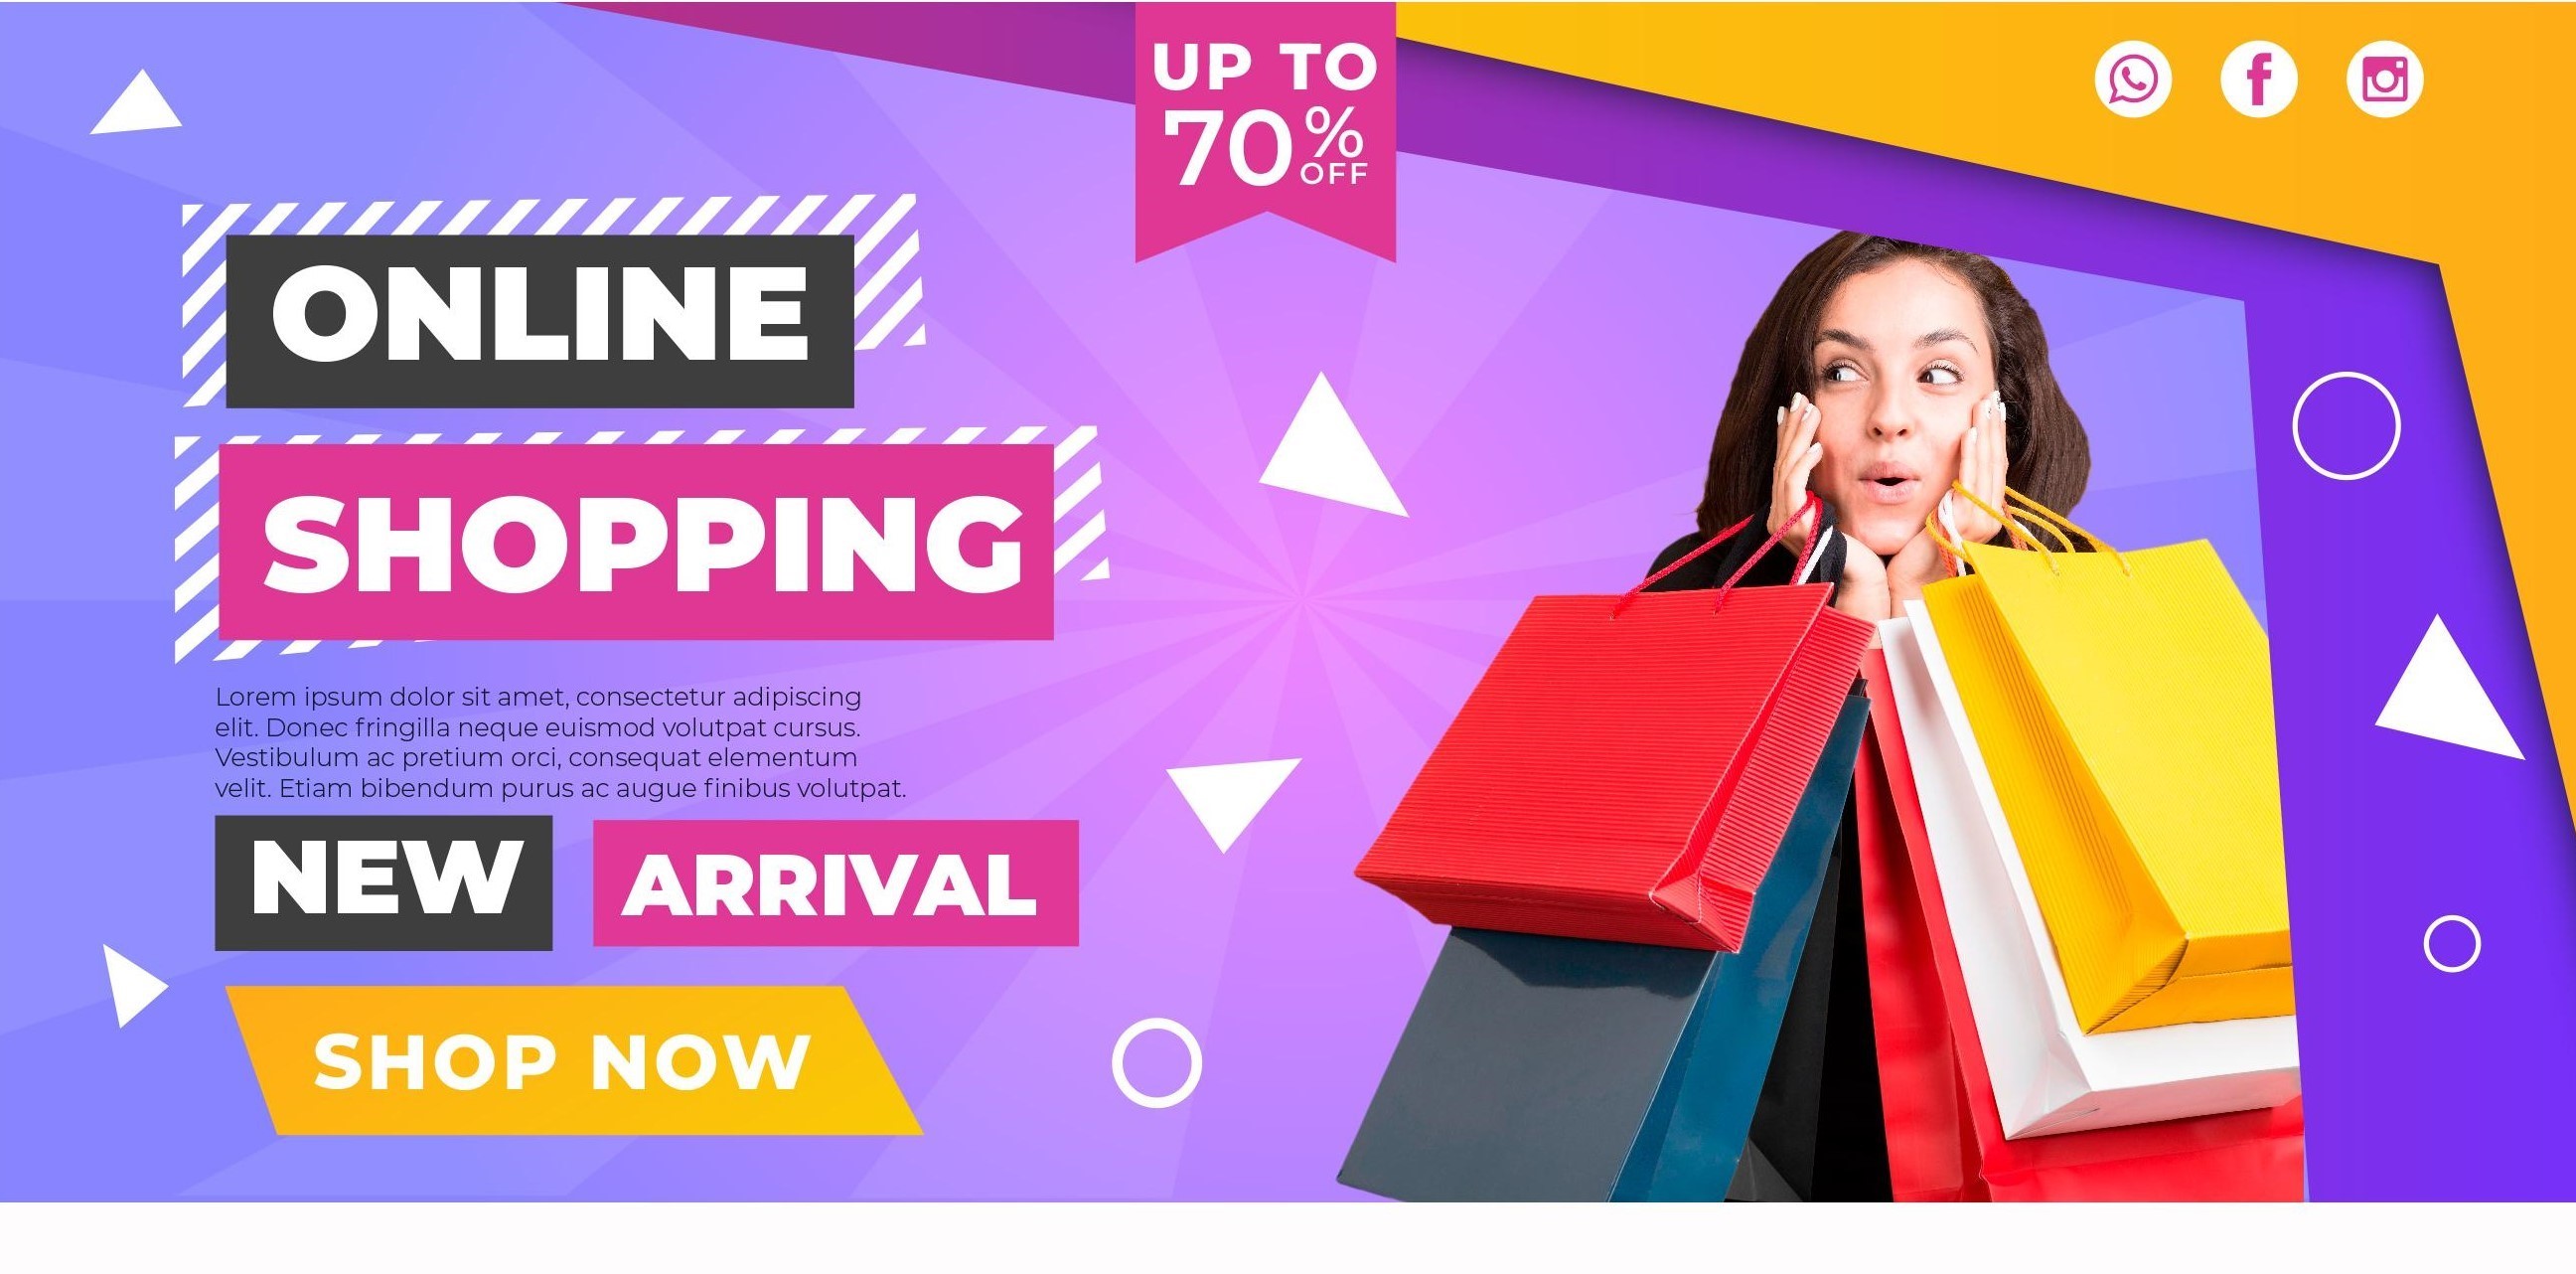 UP TO
70%
OFF
ONLINE
SHOPPING
Lorem ipsum dolor sit amet, consectetur adipiscing
elit. Donec fringilla neque euismod volutpat cursus.
Vestibulum ac pretium orci, consequat elementum
velit. Etiam bibendum purus ac augue finibus volutpat.
NEW ARRIVAL
SHOP NOW